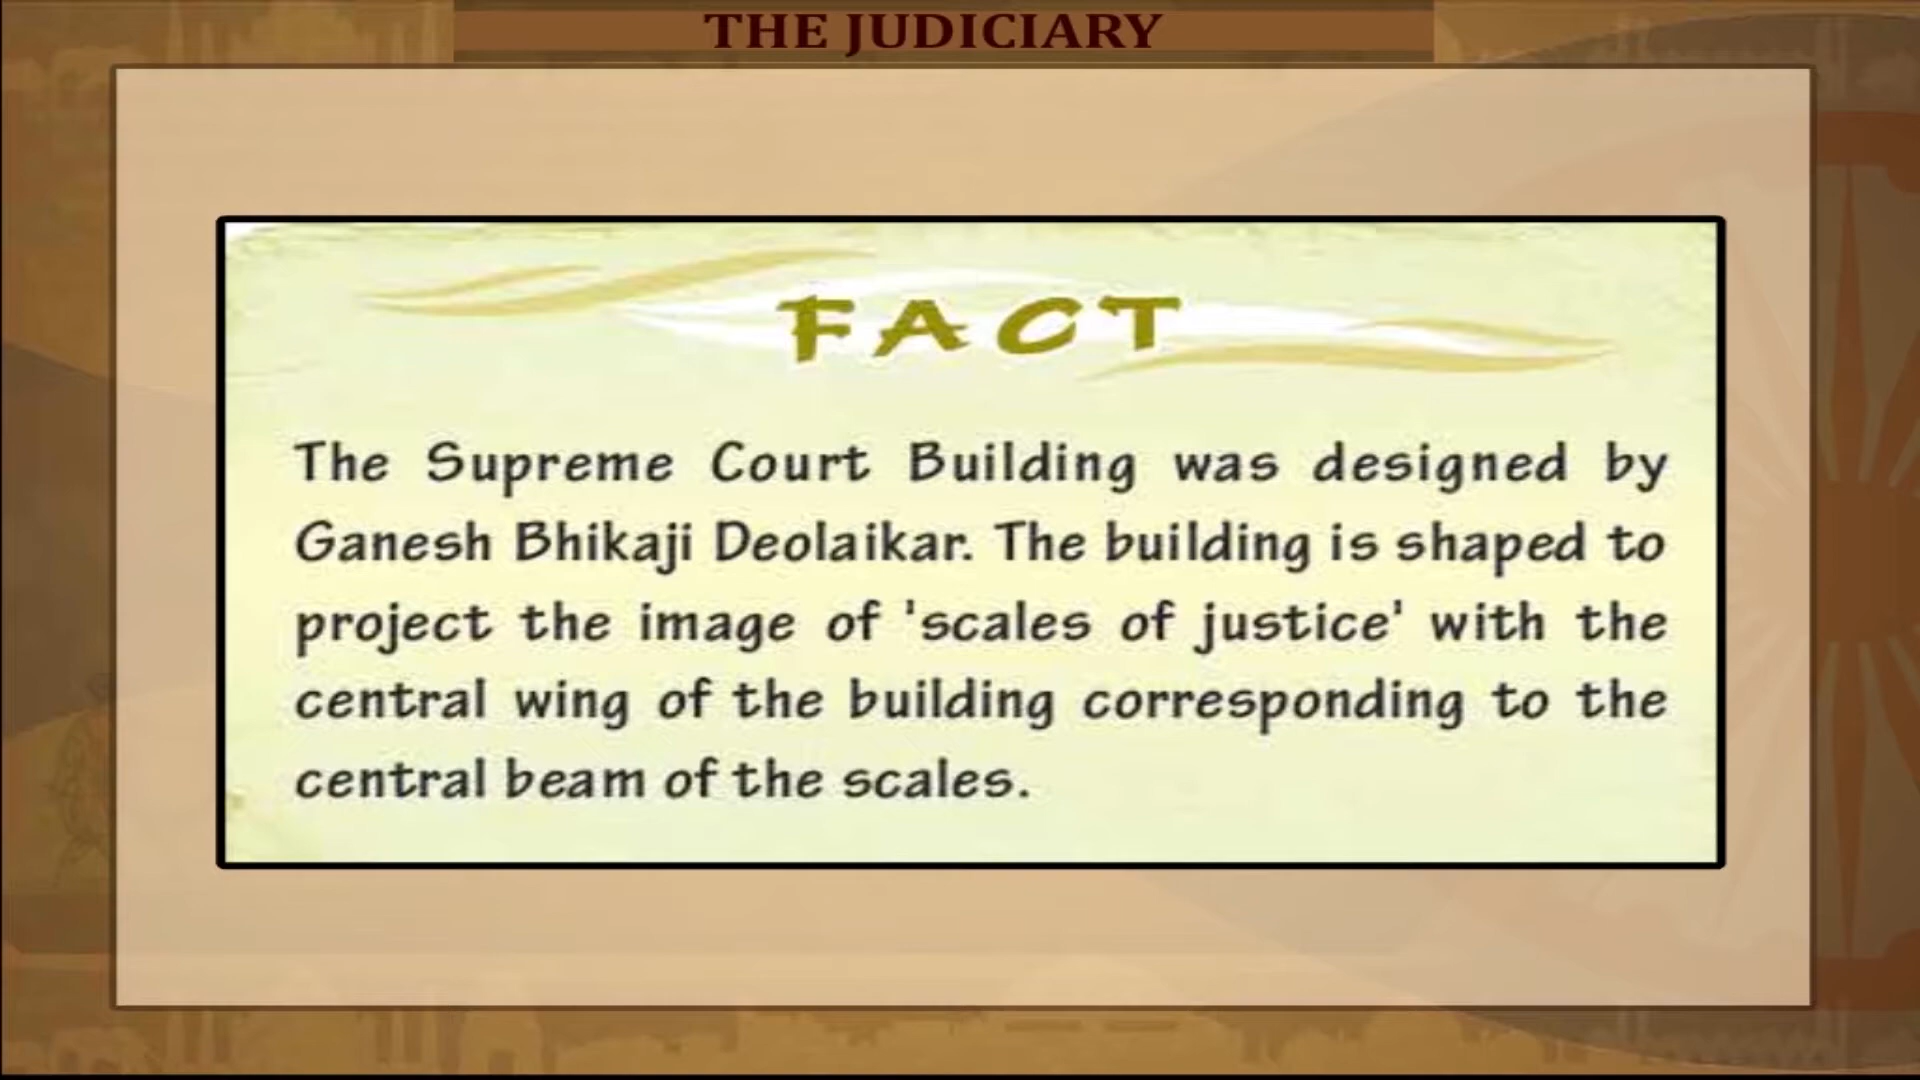 THE JUDICIARY
FACT
The Supreme Court Building was designed by
Ganesh Bhikaji Deolaikar. The building is shaped to
project the image of 'scales of justice' with the
central wing of the building corresponding to the
central beam of the scales.